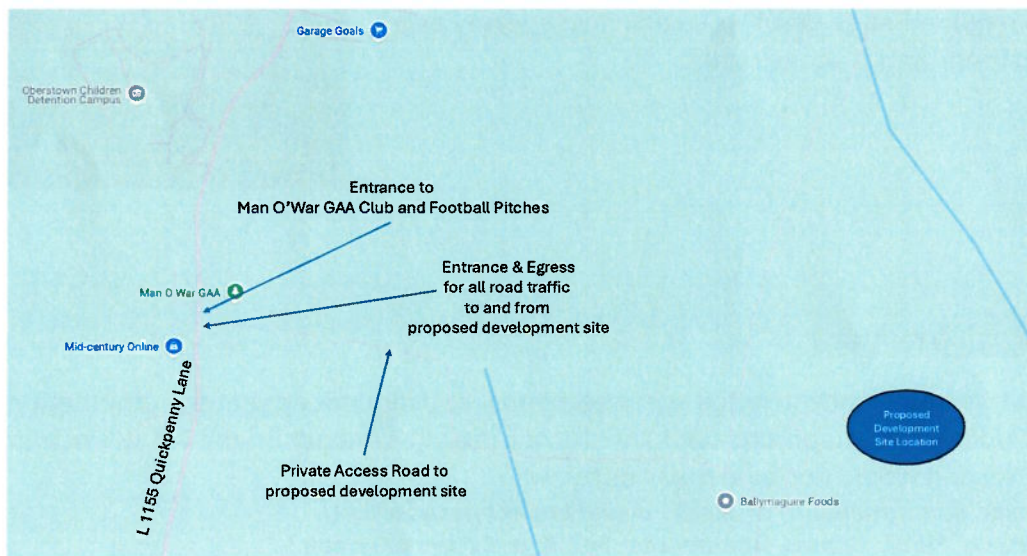 Garage Goals
Oberstown Children
Detention Campus
Entrance to
Man O'War GAA Club and Football Pitches
Entrance & Egress
for all road traffic
to and from
proposed development site
Man O War GAA
Mid-century Online
L 1155 Quickpenny Lane
Proposed
Development
Site Location
Private Access Road to
proposed development site
Ballymaguire Foods